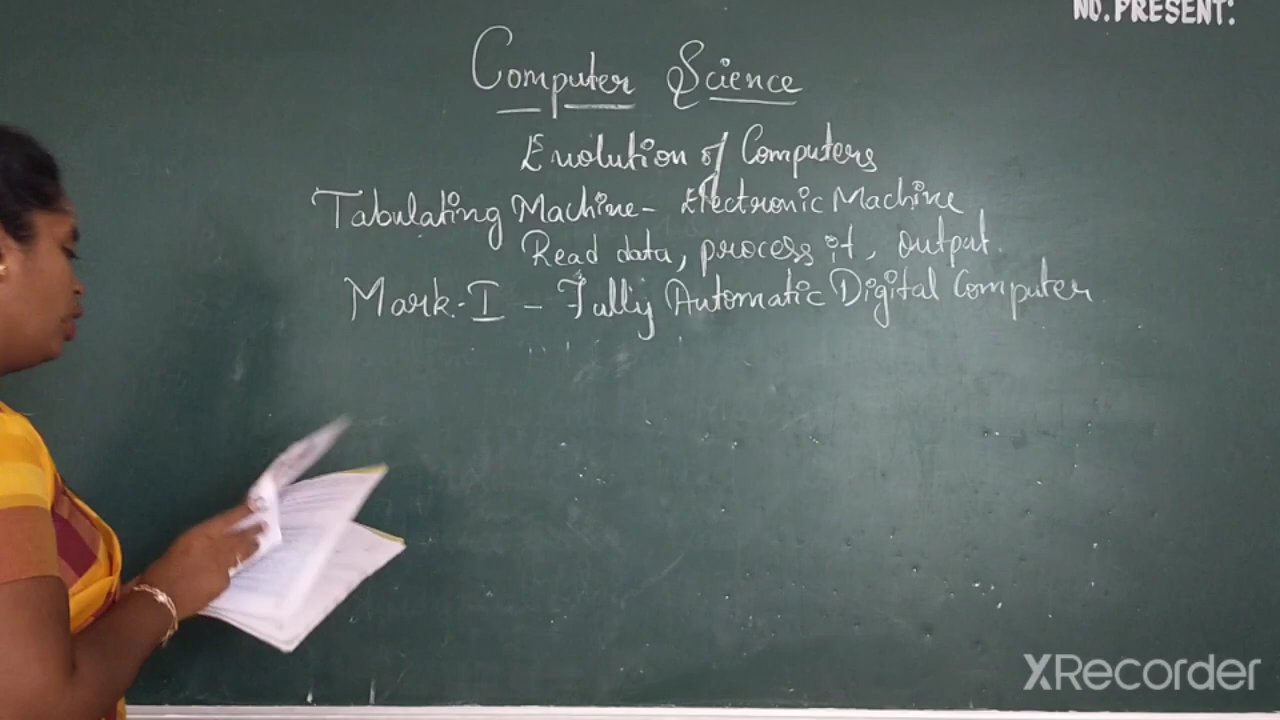 NO. PRESENT:
Computer Science
Evolution of Computers
Tabulating Machine - Electronic Machine
Read data, process it, output.
Mark-I - Fully Automatic Digital Computer
XRecorder